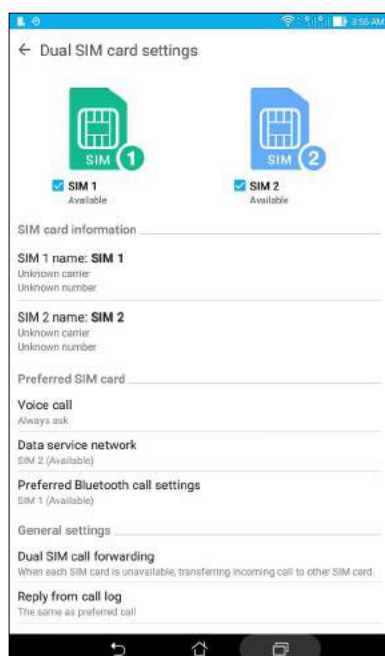 3:56 AM
Dual SIM card settings
SIM 1
SIM 2
SIM 1
SIM 2
Available
Available
SIM card information
SIM 1 name: SIM 1
Unknown carrier
Unknown number
SIM 2 name: SIM 2
Unknown carrier
Unknown number
Preferred SIM card
Voice call
Always ask
Data service network
SIM 2 (Available)
Preferred Bluetooth call settings
SIM 1 (Available)
General settings
Dual SIM call forwarding
When each SIM card is unavailable, transferring incoming call to other SIM card.
Reply from call log
The same as preferred call